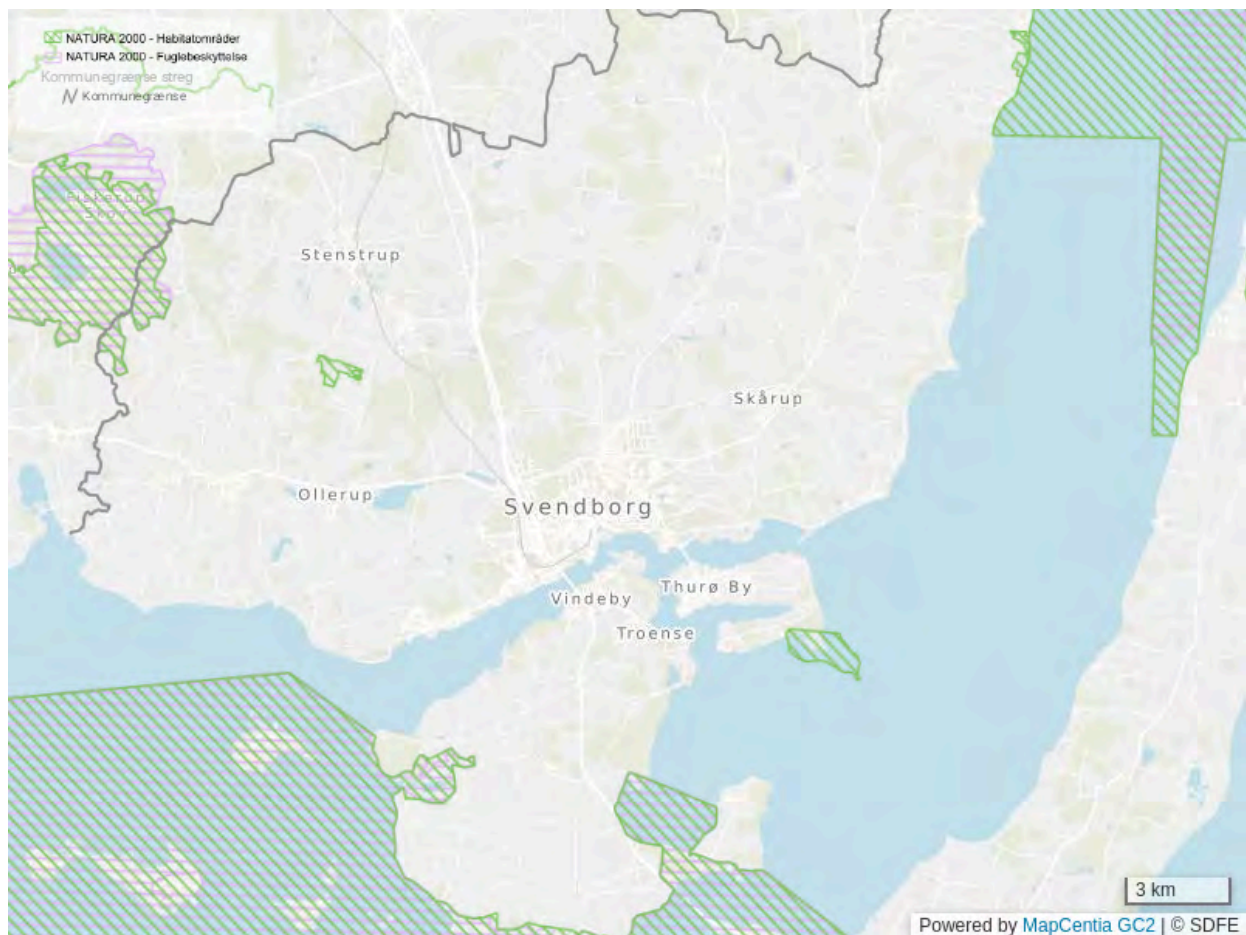 NATURA 2000 - Habitatområder
NATURA 2000 - Fuglebeskyttelse
Kommunegrænse streg
Kommunegrænse
Stenstrup
Skårup
Ollerup
Svendborg
Vindeby
Thurø By
Troense
3 km
Powered by MapCentia GC2 | © SDFE